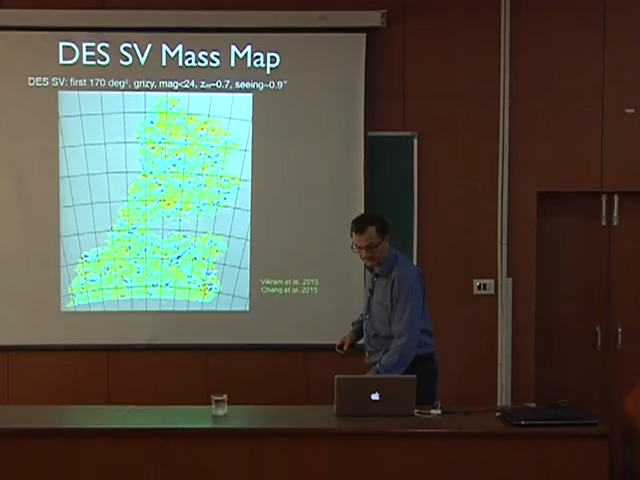 DES SV Mass Map
DES SV: first 170 deg², grizy, mag<24, zₘ~0.7, seeing~0.9"
Vikram et al. 2015
Chang et al. 2015